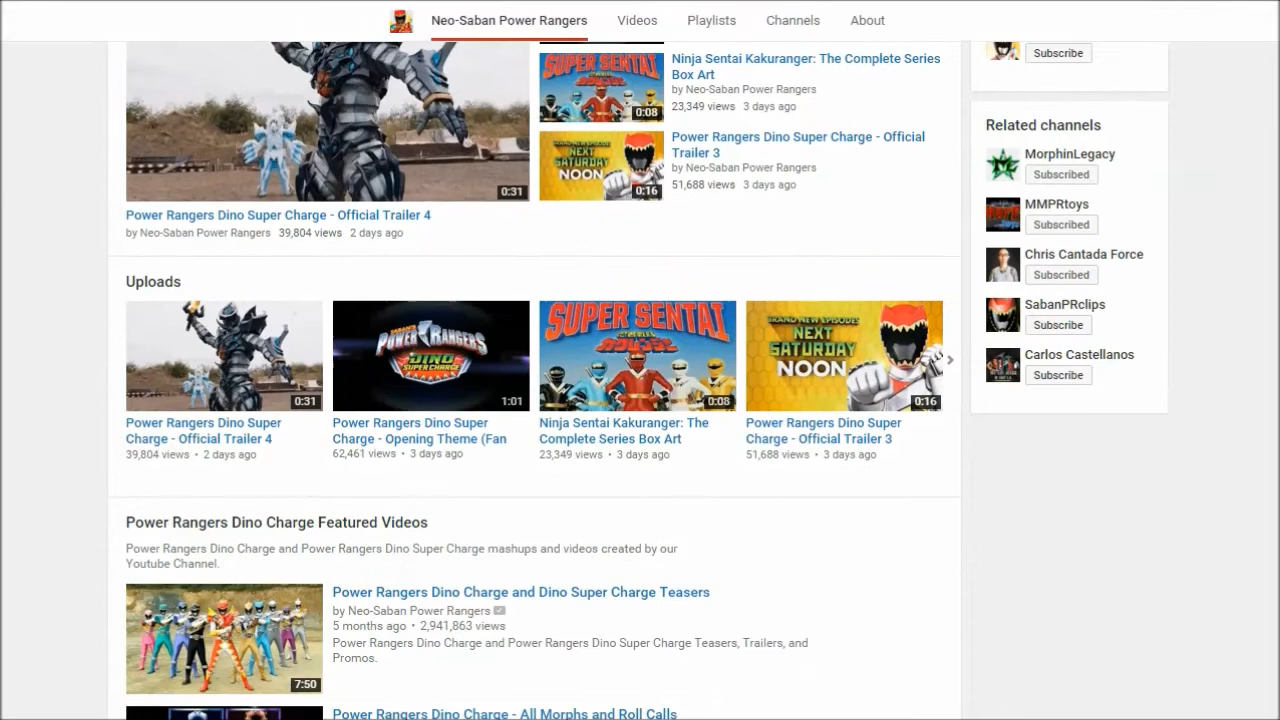 Neo-Saban Power Rangers
Videos
Playlists
Channels
About
0:31
Power Rangers Dino Super Charge - Official Trailer 4
by Neo-Saban Power Rangers 39,804 views 2 days ago
SUPER SENTAI
0:08
Ninja Sentai Kakuranger: The Complete Series
Box Art
by Neo-Saban Power Rangers
23,349 views 3 days ago
BRAND NEW EPISODE
NEXT
SATURDAY
NOON
0:16
Power Rangers Dino Super Charge - Official
Trailer 3
by Neo-Saban Power Rangers
51,688 views 3 days ago
Subscribe
Related channels
MorphinLegacy
Subscribed
MMPRtoys
Subscribed
Chris Cantada Force
Subscribed
SabanPRclips
Subscribe
Carlos Castellanos
Subscribe
Uploads
0:31
Power Rangers Dino Super
Charge - Official Trailer 4
39,804 views • 2 days ago
SABAN'S
POWER RANGERS
DINO
SUPER CHARGE
1:01
Power Rangers Dino Super
Charge - Opening Theme (Fan
62,461 views • 3 days ago
SUPER SENTAI
カクレンジャー
0:08
Ninja Sentai Kakuranger: The
Complete Series Box Art
23,349 views • 3 days ago
BRAND NEW EPISODE
NEXT
SATURDAY
NOON
0:16
Power Rangers Dino Super
Charge - Official Trailer 3
51,688 views • 3 days ago
Power Rangers Dino Charge Featured Videos
Power Rangers Dino Charge and Power Rangers Dino Super Charge mashups and videos created by our
Youtube Channel.
7:50
Power Rangers Dino Charge and Dino Super Charge Teasers
by Neo-Saban Power Rangers
5 months ago • 2,941,863 views
Power Rangers Dino Charge and Power Rangers Dino Super Charge Teasers, Trailers, and
Promos.
Power Rangers Dino Charge - All Morphs and Roll Calls